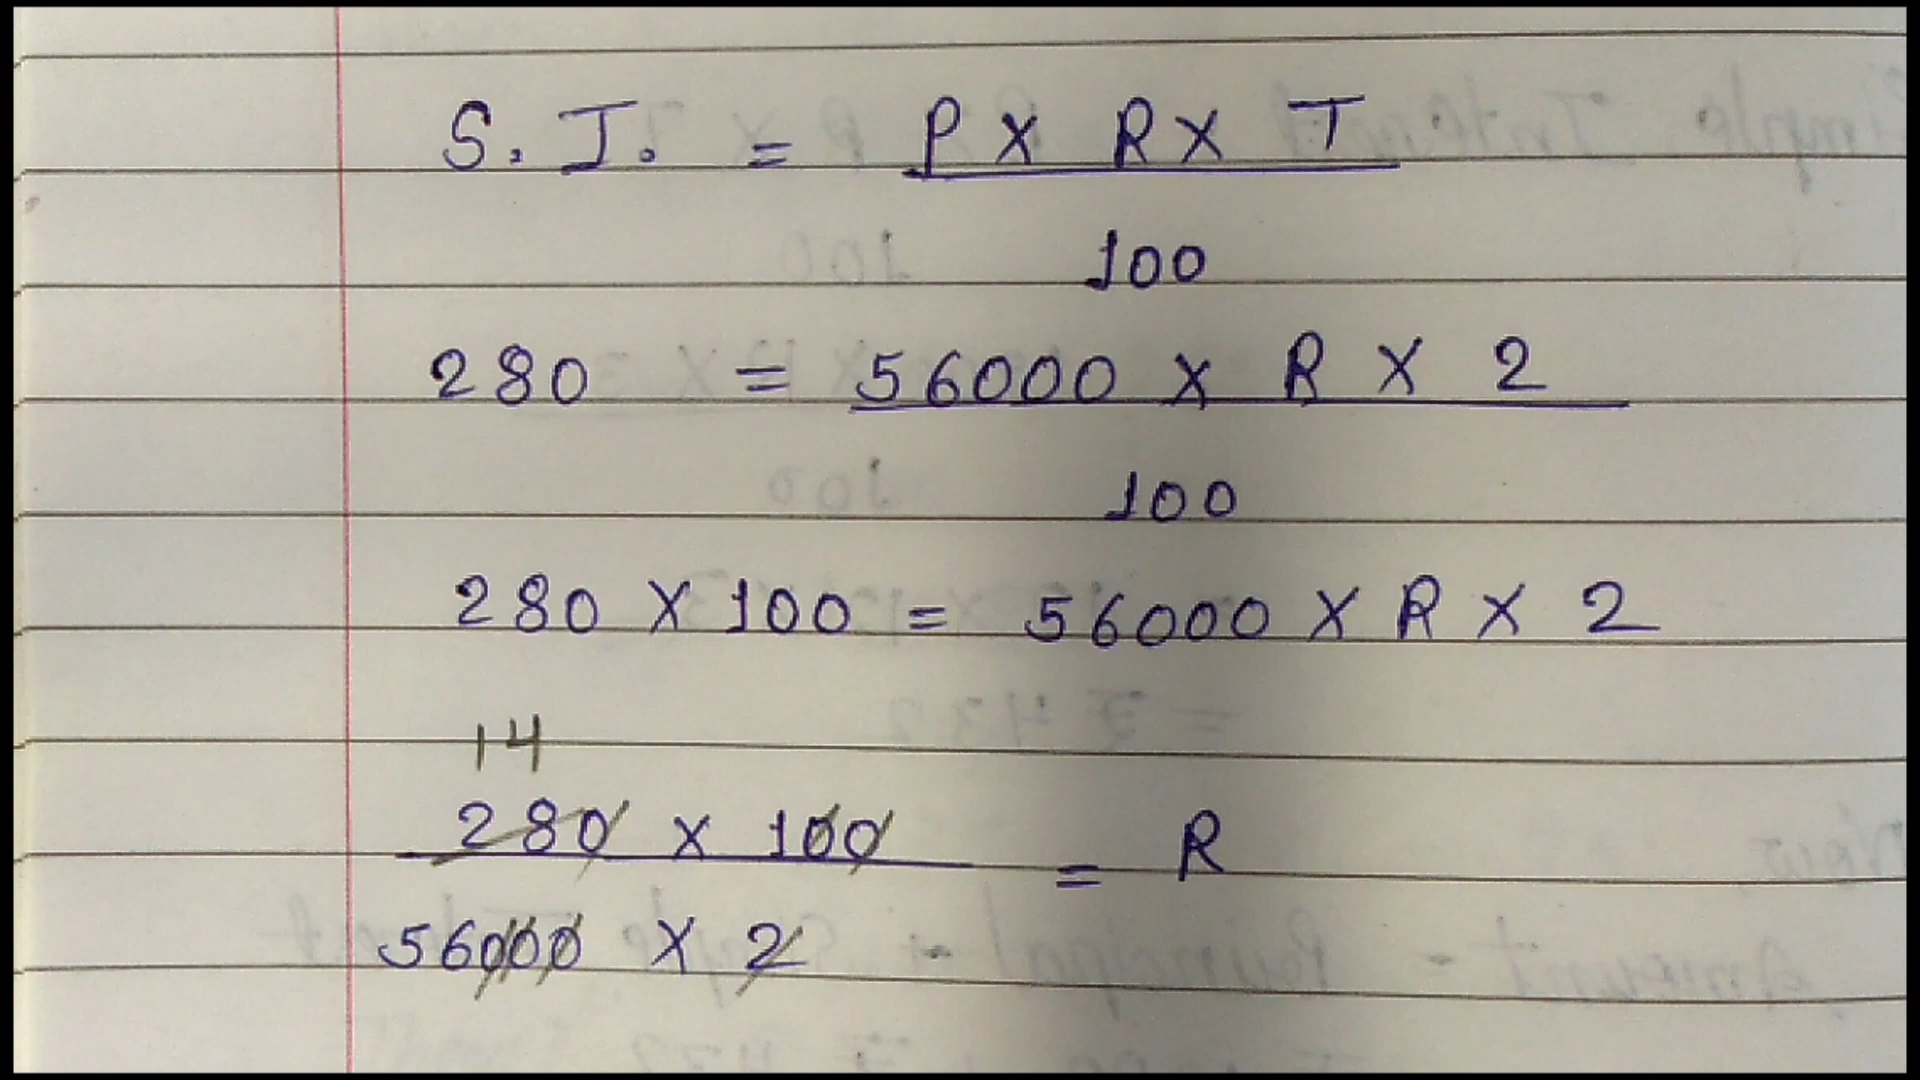 S. I. = P X R X T
100
280 = 56000 X R X 2
100
280 X 100 = 56000 X R X 2
14
280 X 100 = R
56000 X 2